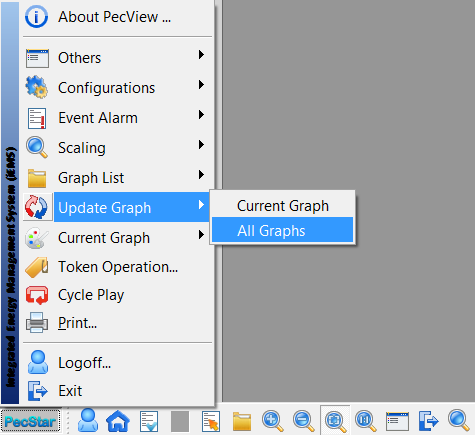 About PecView ...
Others
Configurations
Event Alarm
Scaling
Graph List
Update Graph
Current Graph
All Graphs
Current Graph
Token Operation...
Cycle Play
Print...
Logoff...
Exit
Integrated Energy Management System (iEMS)
PecStar